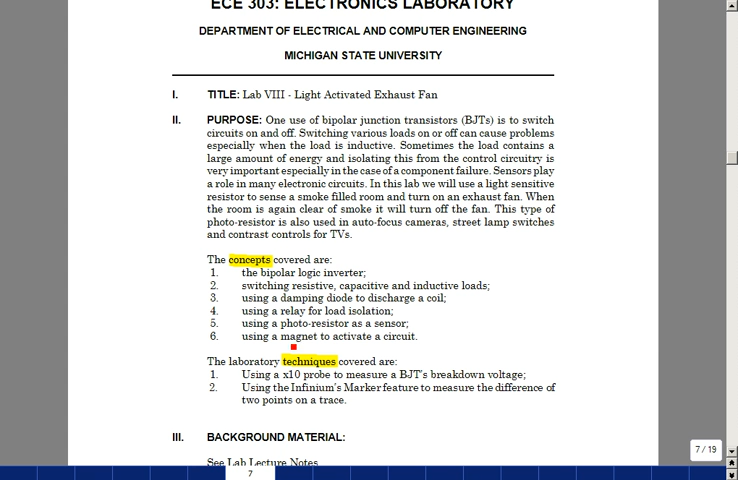 ECE 303: ELECTRONICS LABORATORY
DEPARTMENT OF ELECTRICAL AND COMPUTER ENGINEERING
MICHIGAN STATE UNIVERSITY
I. TITLE: Lab VIII - Light Activated Exhaust Fan
II. PURPOSE: One use of bipolar junction transistors (BJTs) is to switch
circuits on and off. Switching various loads on or off can cause problems
especially when the load is inductive. Sometimes the load contains a
large amount of energy and isolating this from the control circuitry is
very important especially in the case of a component failure. Sensors play
a role in many electronic circuits. In this lab we will use a light sensitive
resistor to sense a smoke filled room and turn on an exhaust fan. When
the room is again clear of smoke it will turn off the fan. This type of
photo-resistor is also used in auto-focus cameras, street lamp switches
and contrast controls for TVs.
The concepts covered are:
1. the bipolar logic inverter;
2. switching resistive, capacitive and inductive loads;
3. using a damping diode to discharge a coil;
4. using a relay for load isolation;
5. using a photo-resistor as a sensor;
6. using a magnet to activate a circuit.
The laboratory techniques covered are:
1. Using a x10 probe to measure a BJT's breakdown voltage;
2. Using the Infinium's Marker feature to measure the difference of
two points on a trace.
III. BACKGROUND MATERIAL:
See Lab Lecture Notes
7 / 19
7